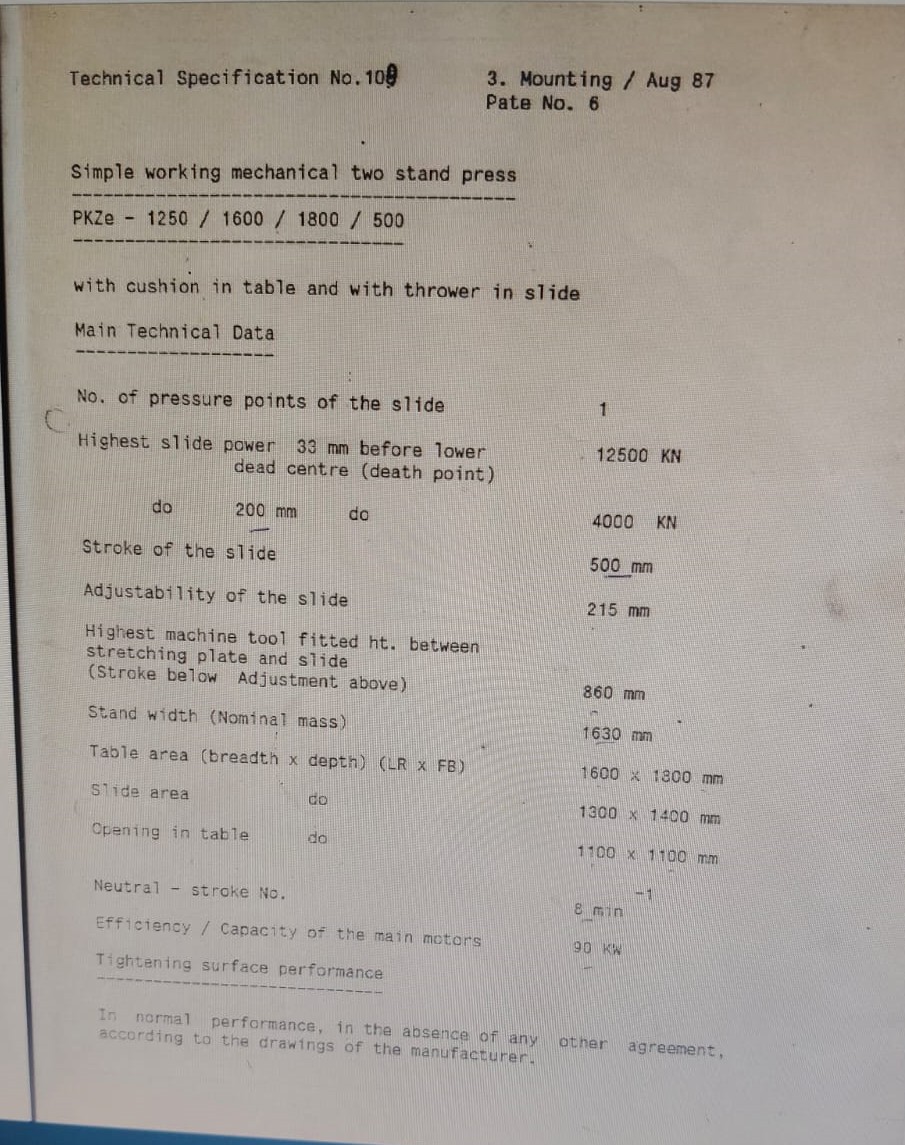 Technical Specification No.109
3. Mounting / Aug 87
Pate No. 6
Simple working mechanical two stand press
PKZe - 1250 / 1600 / 1800 / 500
with cushion in table and with thrower in slide
Main Technical Data
No. of pressure points of the slide 1
Highest slide power 33 mm before lower 12500 KN
dead centre (death point)
do 200 mm do 4000 KN
Stroke of the slide 500 mm
Adjustability of the slide 215 mm
Highest machine tool fitted ht. between
stretching plate and slide
(Stroke below Adjustment above) 860 mm
Stand width (Nominal mass) 1630 mm
Table area (breadth x depth) (LR x FB) 1600 x 1800 mm
Slide area do 1300 x 1400 mm
Opening in table do 1100 x 1100 mm
Neutral - stroke No. 8 min -1
Efficiency / Capacity of the main motors 90 KW
Tightening surface performance
In normal performance, in the absence of any other agreement,
according to the drawings of the manufacturer.